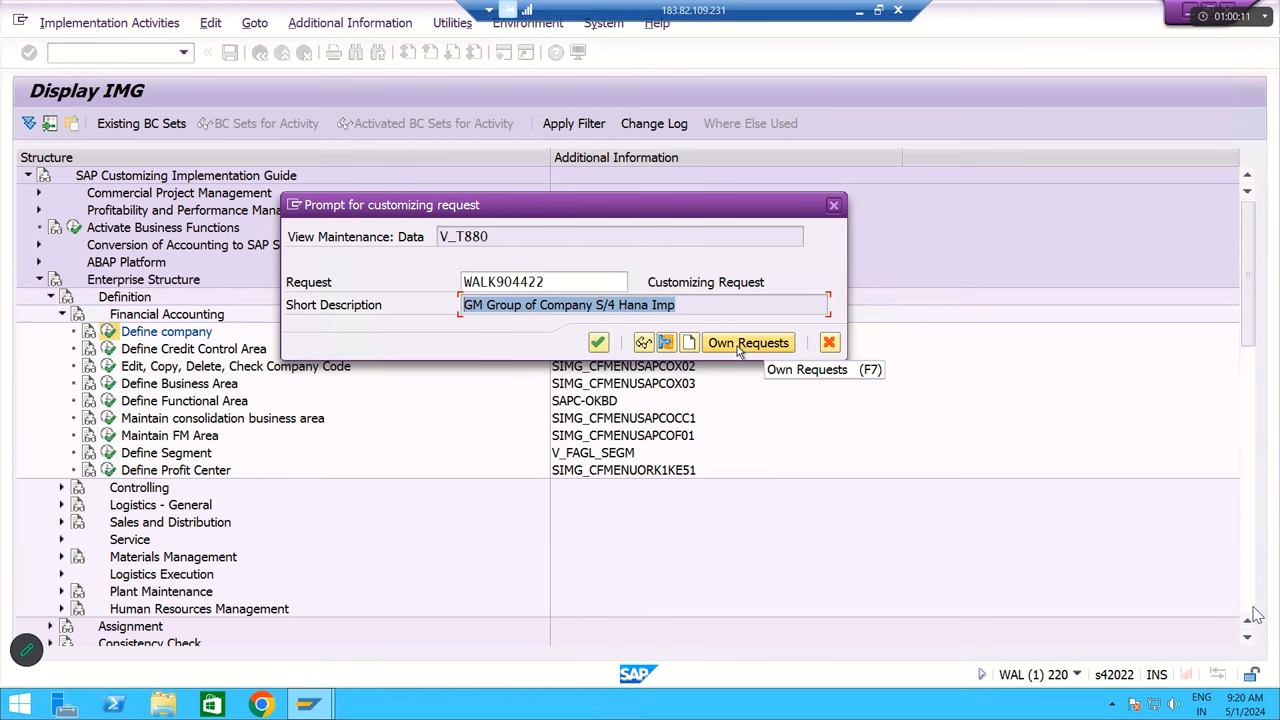 183.82.109.231
01:00:11
Implementation Activities Edit Goto Additional Information Utilities Environment System Help
Display IMG
Existing BC Sets BC Sets for Activity Activated BC Sets for Activity Apply Filter Change Log Where Else Used
Structure Additional Information
SAP Customizing Implementation Guide
Commercial Project Management
Profitability and Performance Mana
Activate Business Functions
Conversion of Accounting to SAP S
ABAP Platform
Enterprise Structure
Definition
Financial Accounting
Prompt for customizing request
View Maintenance: Data V_T880
Request WALK904422 Customizing Request
Short Description GM Group of Company S/4 Hana Imp
Own Requests
Own Requests (F7)
Define company
Define Credit Control Area
Edit, Copy, Delete, Check Company Code SIMG_CFMENUSAPCOX02
Define Business Area SIMG_CFMENUSAPCOX03
Define Functional Area SAPC-OKBD
Maintain consolidation business area SIMG_CFMENUSAPCOCC1
Maintain FM Area SIMG_CFMENUSAPCOF01
Define Segment V_FAGL_SEGM
Define Profit Center SIMG_CFMENUORK1KE51
Controlling
Logistics - General
Sales and Distribution
Service
Materials Management
Logistics Execution
Plant Maintenance
Human Resources Management
Assignment
Consistency Check
SAP
WAL (1) 220 s42022 INS
ENG 9:20 AM
IN 5/1/2024